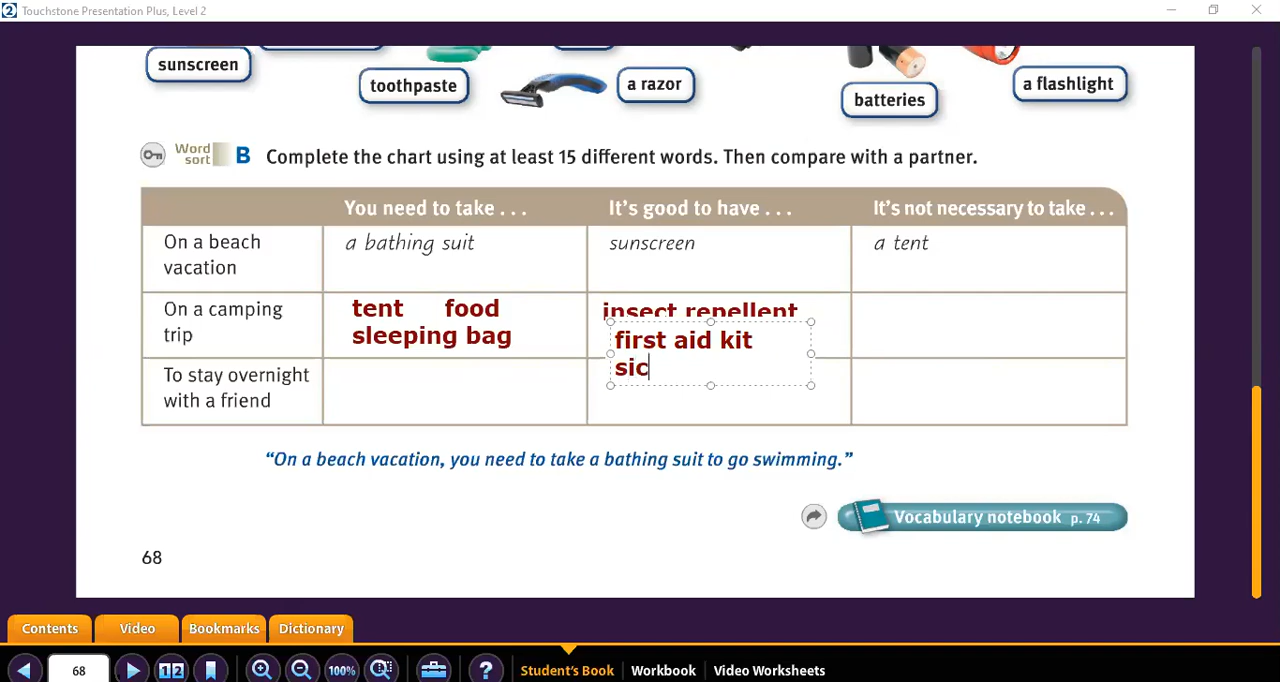 Touchstone Presentation Plus, Level 2
sunscreen
toothpaste
a razor
batteries
a flashlight
Word sort B Complete the chart using at least 15 different words. Then compare with a partner.
You need to take . . . It's good to have . . . It's not necessary to take . . .
On a beach vacation a bathing suit sunscreen a tent
On a camping trip
tent food
sleeping bag
insect repellent
first aid kit
sic
To stay overnight with a friend
“On a beach vacation, you need to take a bathing suit to go swimming.”
Vocabulary notebook p. 74
68
Contents Video Bookmarks Dictionary
68 1 2 100% ? Student's Book Workbook Video Worksheets